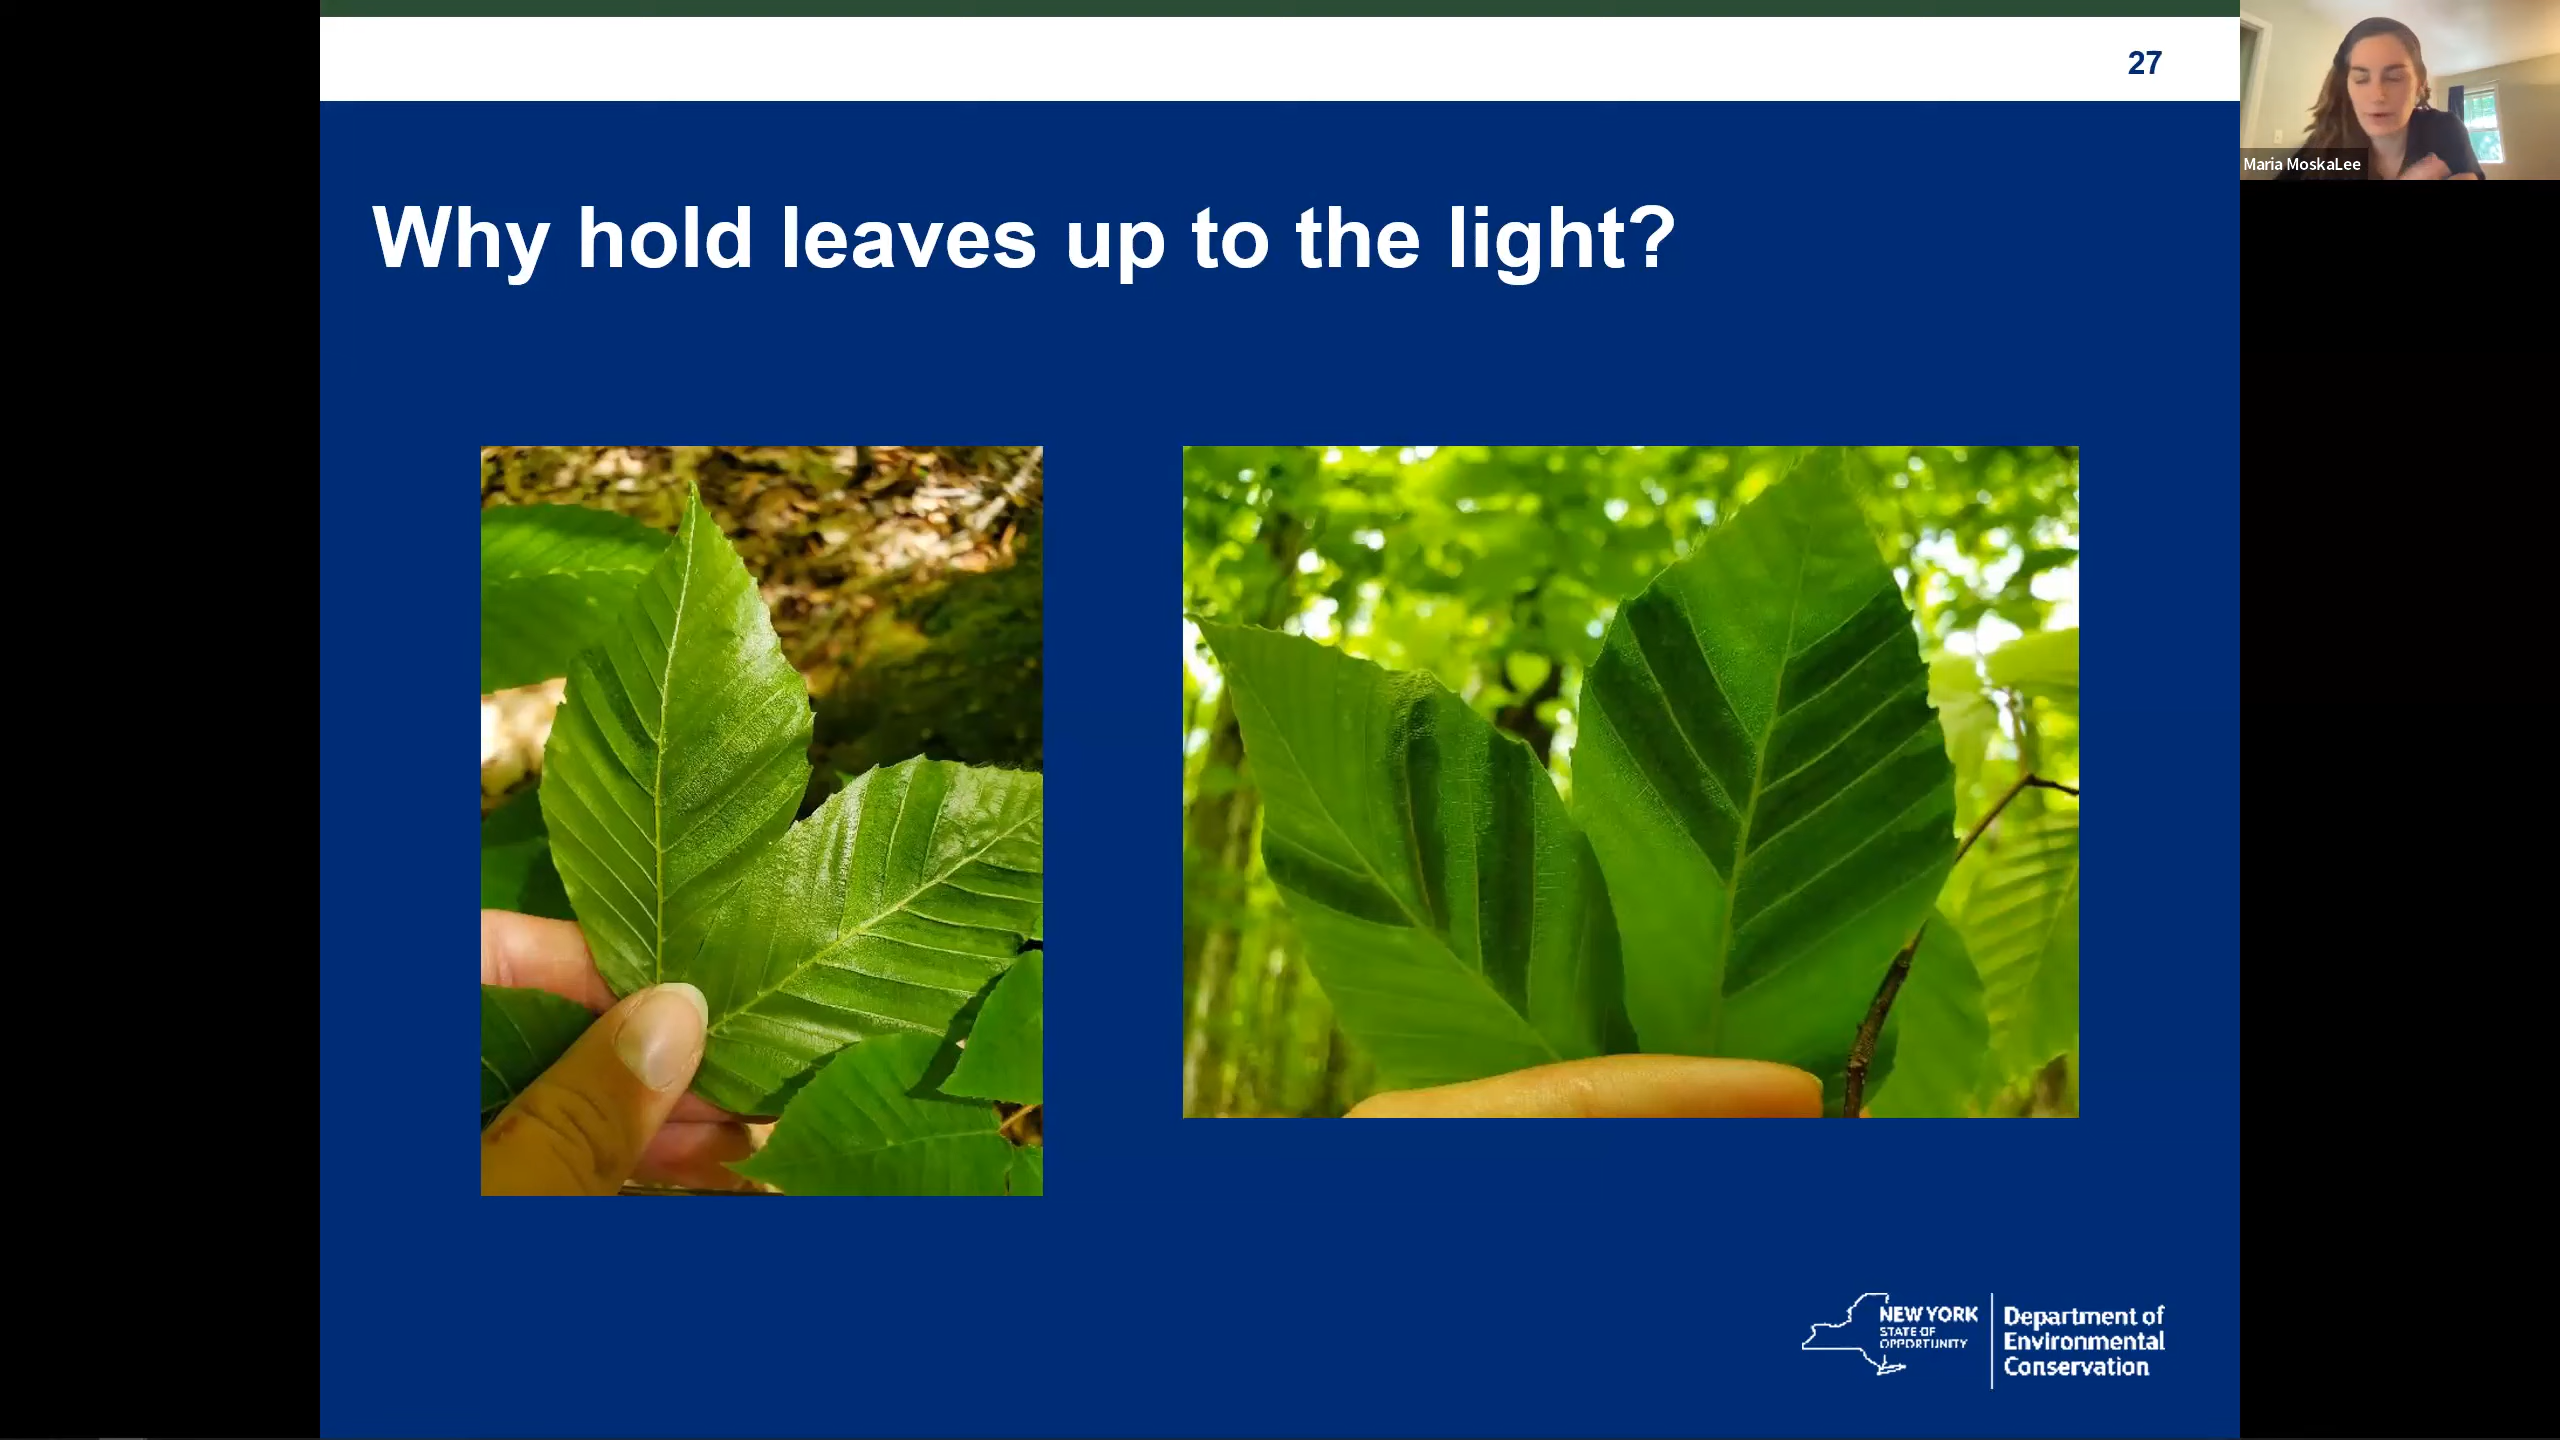 27
Maria MoskaLee
Why hold leaves up to the light?
NEW YORK
STATE OF
OPPORTUNITY
Department of
Environmental
Conservation